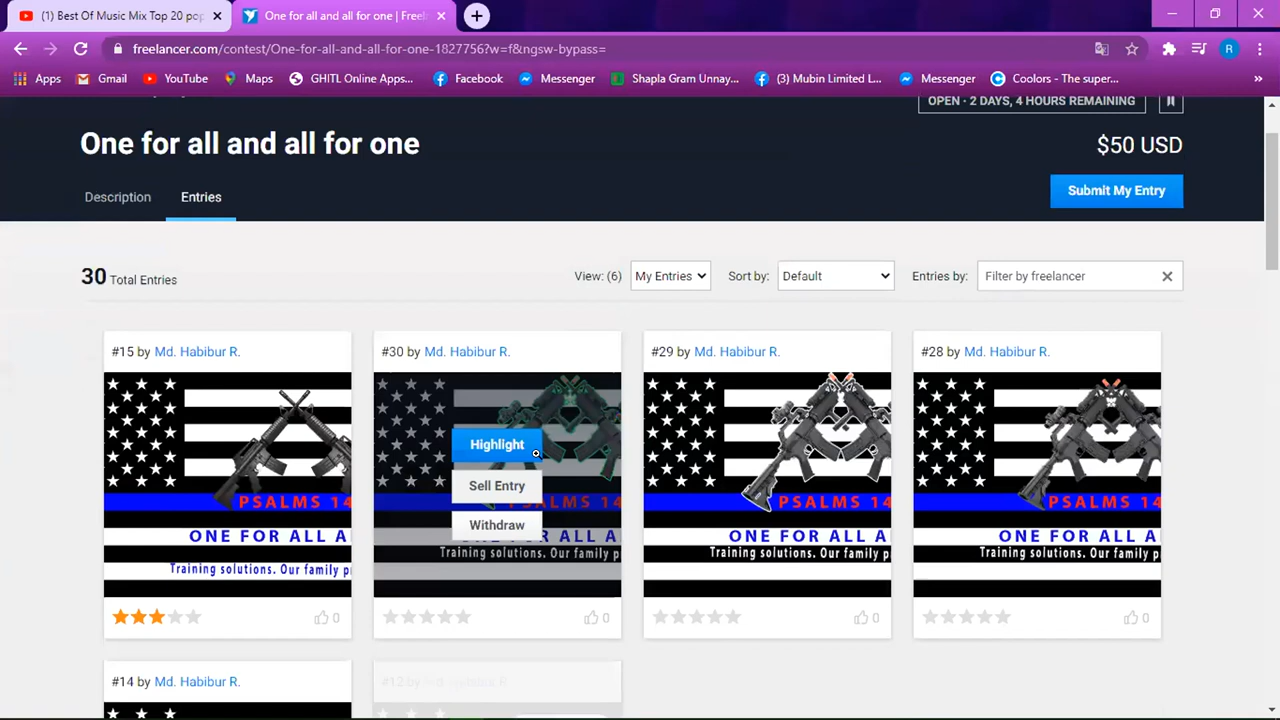 (1) Best Of Music Mix Top 20 pop
One for all and all for one | Freel
freelancer.com/contest/One-for-all-and-all-for-one-1827756?w=f&ngsw-bypass=
R
Apps
Gmail
YouTube
Maps
GHITL Online Apps...
Facebook
Messenger
Shapla Gram Unnay...
(3) Mubin Limited L...
Messenger
Coolors - The super...
»
OPEN · 2 DAYS, 4 HOURS REMAINING
One for all and all for one
$50 USD
Description
Entries
Submit My Entry
30 Total Entries
View: (6)
My Entries
Sort by:
Default
Entries by:
Filter by freelancer
#15 by Md. Habibur R.
#30 by Md. Habibur R.
#29 by Md. Habibur R.
#28 by Md. Habibur R.
Highlight
Sell Entry
Withdraw
PSALMS 14
ONE FOR ALL A
Training solutions. Our family p
PSALMS 14
ONE FOR ALL A
Training solutions. Our family p
PSALMS 14
ONE FOR ALL A
Training solutions. Our family p
PSALMS 14
ONE FOR ALL A
Training solutions. Our family p
0
0
0
0
#14 by Md. Habibur R.
#12 by Md. Habibur R.